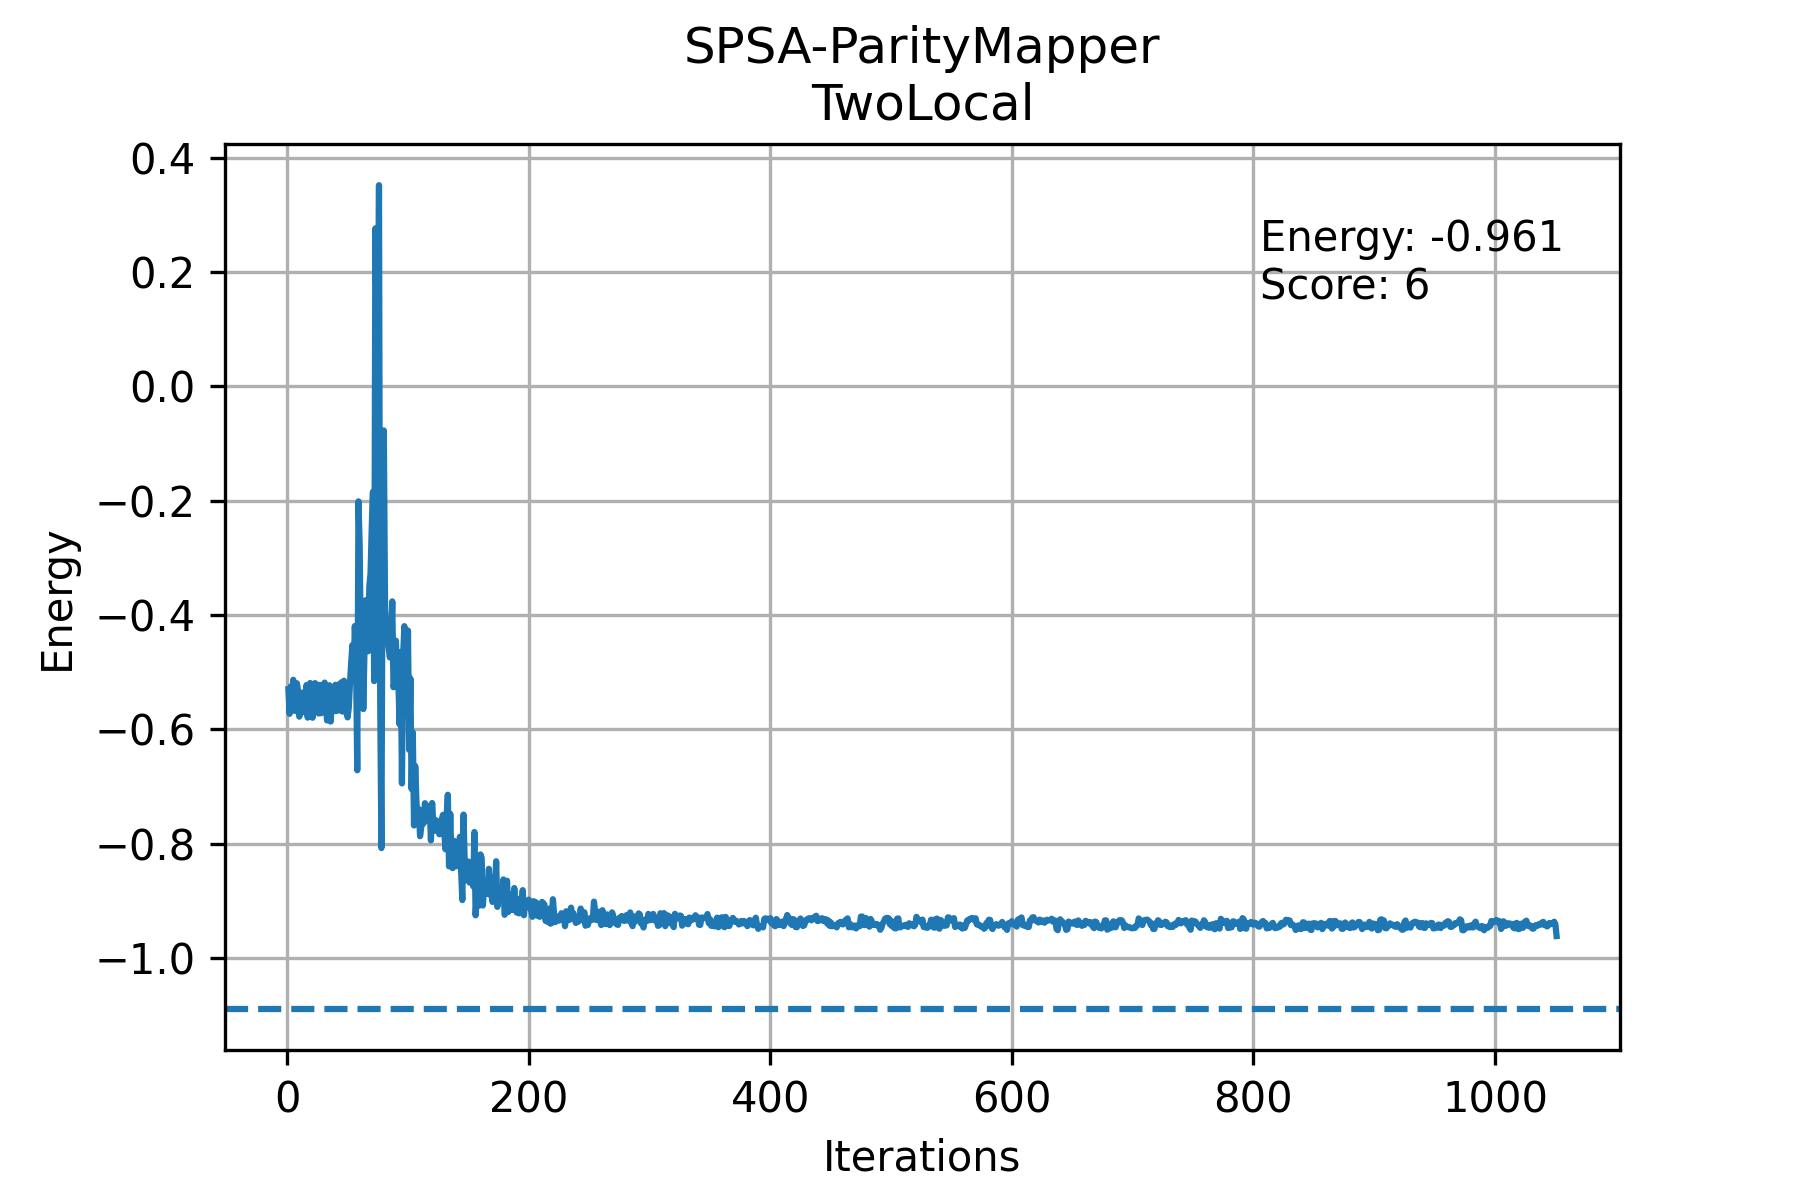 SPSA-ParityMapper
TwoLocal
Energy: -0.961
Score: 6
Energy
0.4
0.2
0.0
−0.2
−0.4
−0.6
−0.8
−1.0
0 200 400 600 800 1000
Iterations